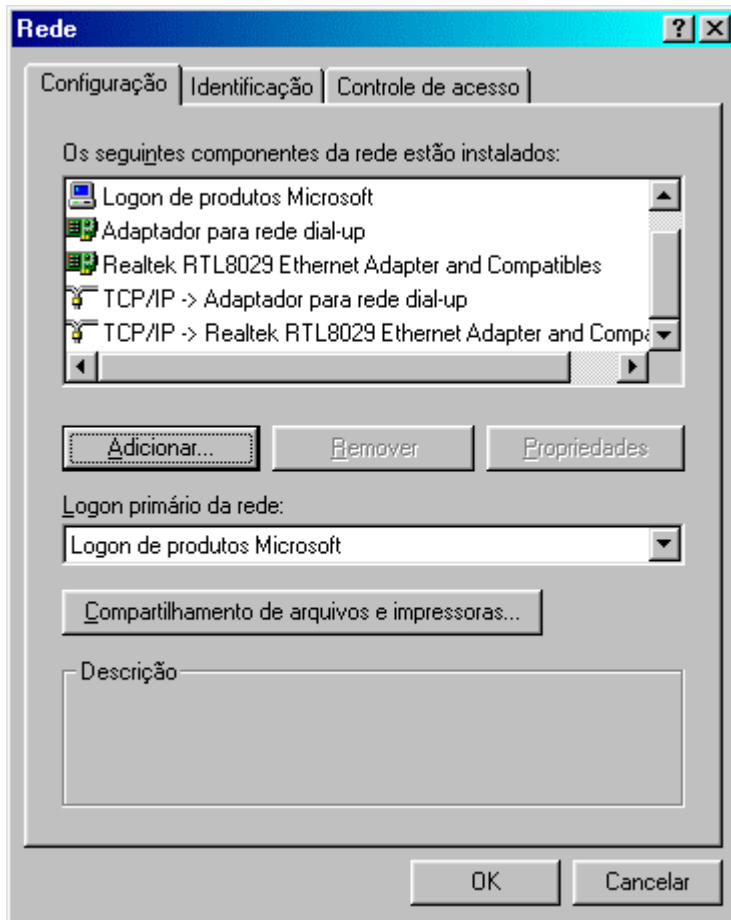 Rede
Configuração Identificação Controle de acesso
Os seguintes componentes da rede estão instalados:
Logon de produtos Microsoft
Adaptador para rede dial-up
Realtek RTL8029 Ethernet Adapter and Compatibles
TCP/IP -> Adaptador para rede dial-up
TCP/IP -> Realtek RTL8029 Ethernet Adapter and Compa
Adicionar... Remover Propriedades
Logon primário da rede:
Logon de produtos Microsoft
Compartilhamento de arquivos e impressoras...
Descrição
OK Cancelar